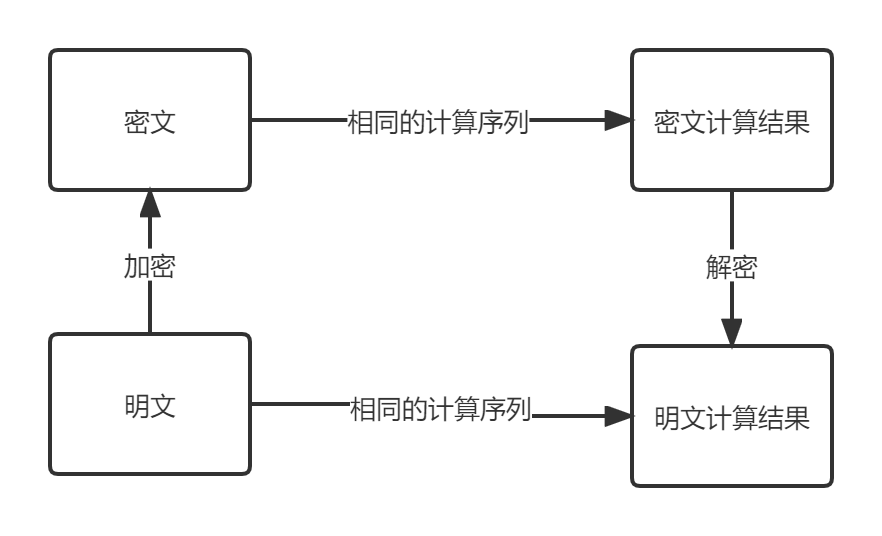 密文
相同的计算序列
密文计算结果
加密
解密
明文
相同的计算序列
明文计算结果